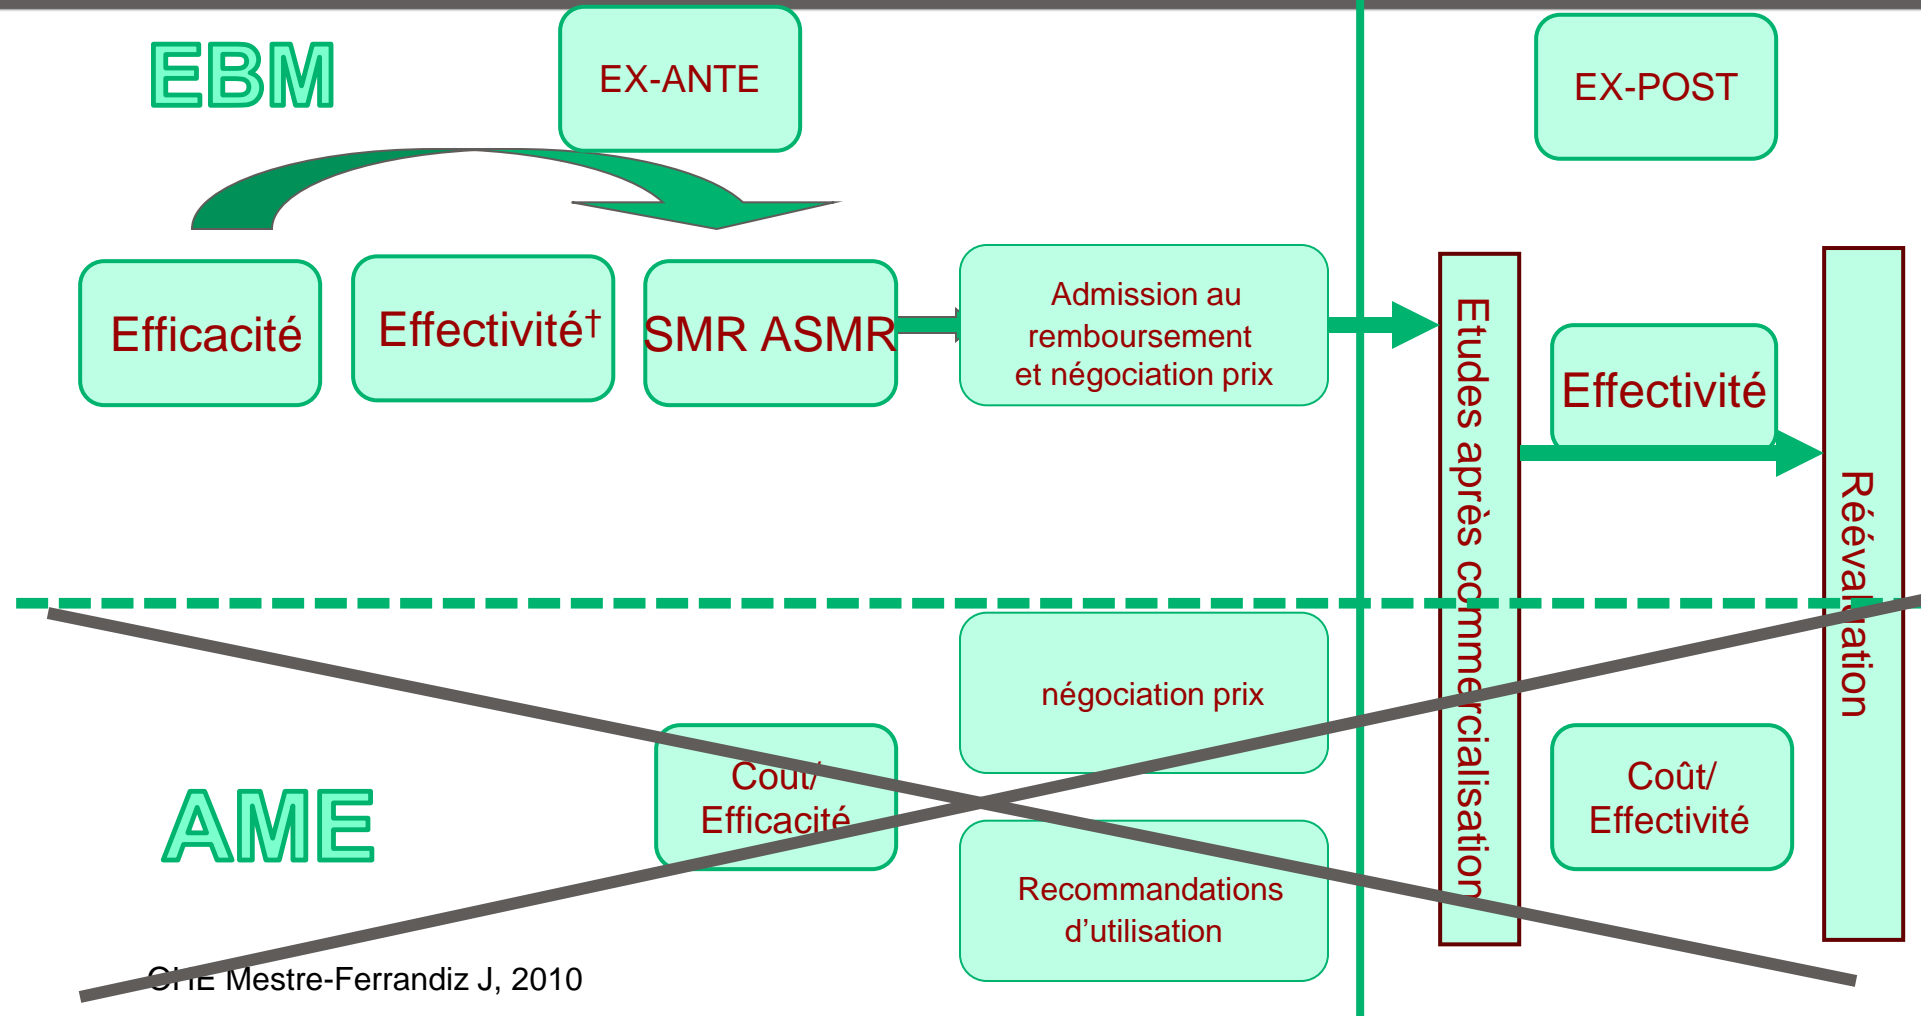 EBM
EX-ANTE
EX-POST
Efficacité
Effectivité†
SMR ASMR
Admission au
remboursement
et négociation prix
Etudes après commercialisation
Effectivité
Réévaluation
AME
Coût/
Efficacité
négociation prix
Recommandations
d’utilisation
Coût/
Effectivité
OHE Mestre-Ferrandiz J, 2010